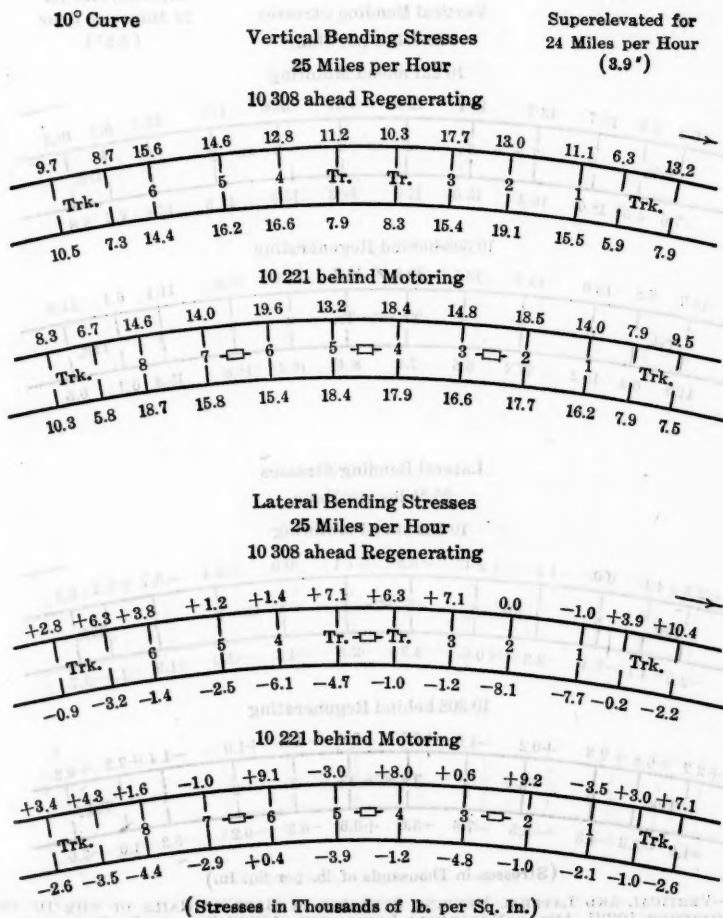 10° Curve
Superelevated for
24 Miles per Hour
(3.9")
Vertical Bending Stresses
25 Miles per Hour
10 308 ahead Regenerating
9.7 8.7 15.6 14.6 12.8 11.2 10.3 17.7 13.0 11.1 6.3 13.2
Trk. 6 5 4 Tr. Tr. 3 2 1 Trk.
10.5 7.3 14.4 16.2 16.6 7.9 8.3 15.4 19.1 15.5 5.9 7.9
10 221 behind Motoring
8.3 6.7 14.6 14.0 19.6 13.2 18.4 14.8 18.5 14.0 7.9 9.5
Trk. 8 7 6 5 4 3 2 1 Trk.
10.3 5.8 18.7 15.8 15.4 18.4 17.9 16.6 17.7 16.2 7.9 7.5
Lateral Bending Stresses
25 Miles per Hour
10 308 ahead Regenerating
+2.8 +6.3 +3.8 +1.2 +1.4 +7.1 +6.3 +7.1 0.0 -1.0 +3.9 +10.4
Trk. 6 5 4 Tr. Tr. 3 2 1 Trk.
-0.9 -3.2 -1.4 -2.5 -6.1 -4.7 -1.0 -1.2 -8.1 -7.7 -0.2 -2.2
10 221 behind Motoring
+3.4 +4.3 +1.6 -1.0 +9.1 -3.0 +8.0 +0.6 +9.2 -3.5 +3.0 +7.1
Trk. 8 7 6 5 4 3 2 1 Trk.
-2.6 -3.5 -4.4 -2.9 +0.4 -3.9 -1.2 -4.8 -1.0 -2.1 -1.0 -2.6
(Stresses in Thousands of lb. per Sq. In.)